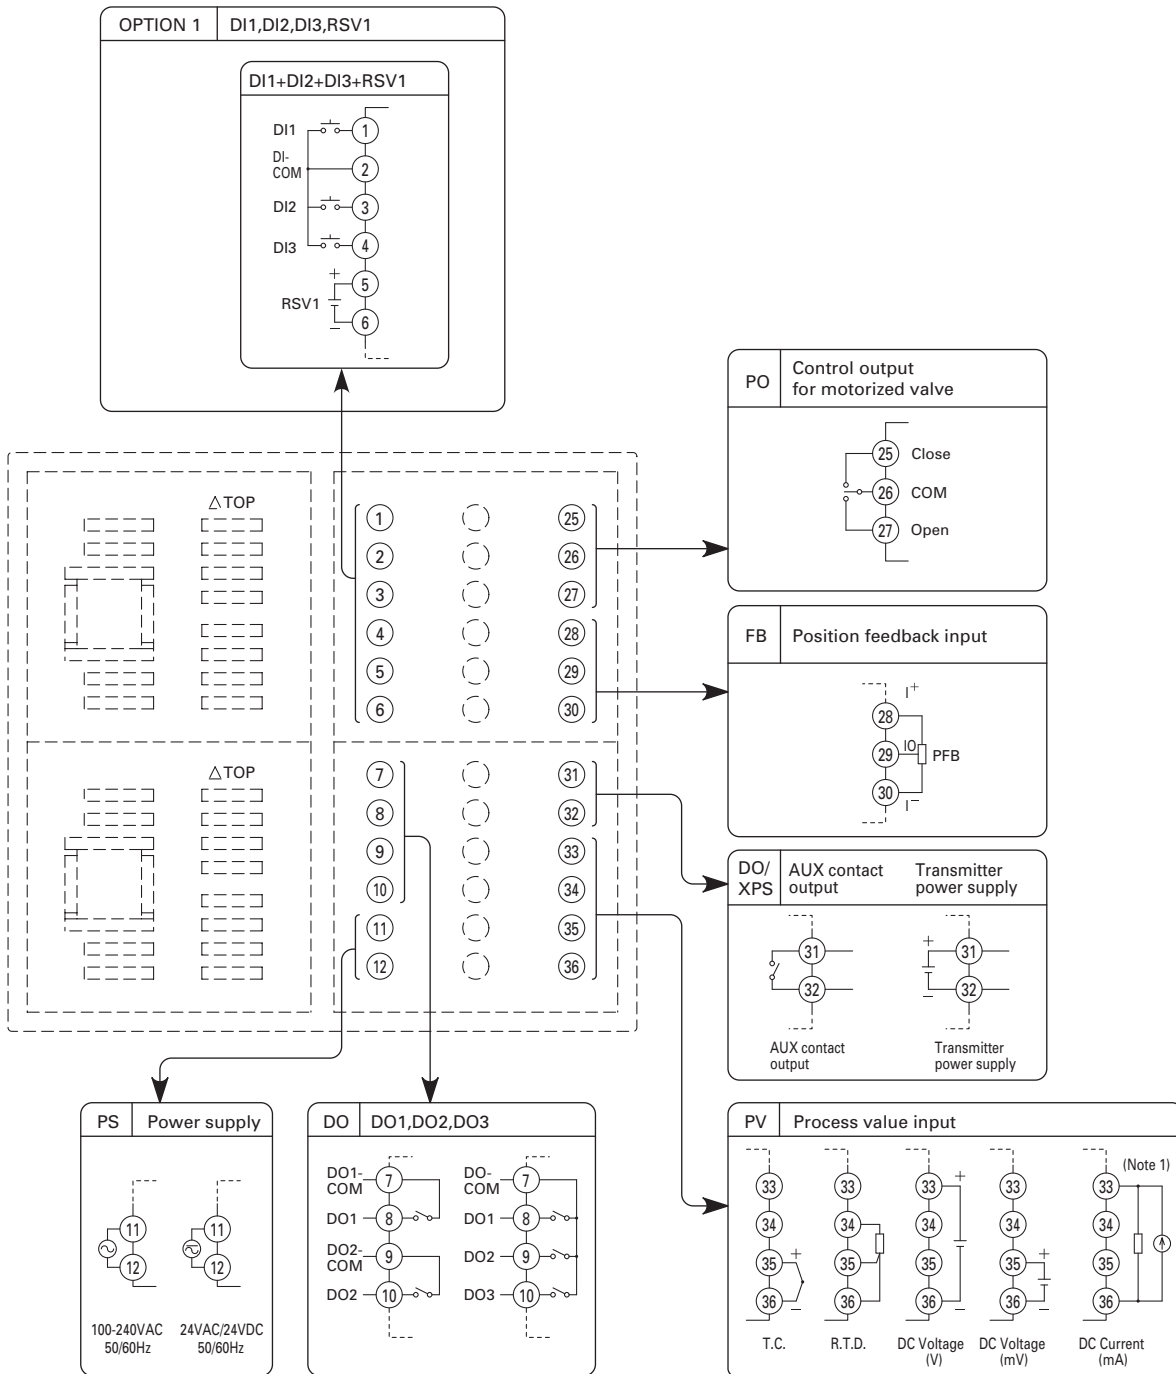 OPTION 1 DI1,DI2,DI3,RSV1
DI1+DI2+DI3+RSV1
DI1 1
DI-
COM 2
DI2 3
DI3 4
+ 5
RSV1
− 6
PO Control output
for motorized valve
25 Close
26 COM
27 Open
△TOP
1 25
2 26
3 27
4 28
5 29
6 30
FB Position feedback input
I+
28
29 IO PFB
30
I−
△TOP
7 31
8 32
9 33
10 34
11 35
12 36
DO/
XPS
AUX contact
output
Transmitter
power supply
31 + 31
32 − 32
AUX contact
output
Transmitter
power supply
PS Power supply
11 11
12 12
100-240VAC
50/60Hz
24VAC/24VDC
50/60Hz
DO DO1,DO2,DO3
DO1-
COM 7
DO1 8
DO2-
COM 9
DO2 10
DO-
COM 7
DO1 8
DO2 9
DO3 10
PV Process value input
(Note 1)
33 33 33 + 33 33
34 34 34 34 34
35 + 35 35 35 + 35
36 − 36 36 − 36 − 36
T.C. R.T.D. DC Voltage
(V)
DC Voltage
(mV)
DC Current
(mA)